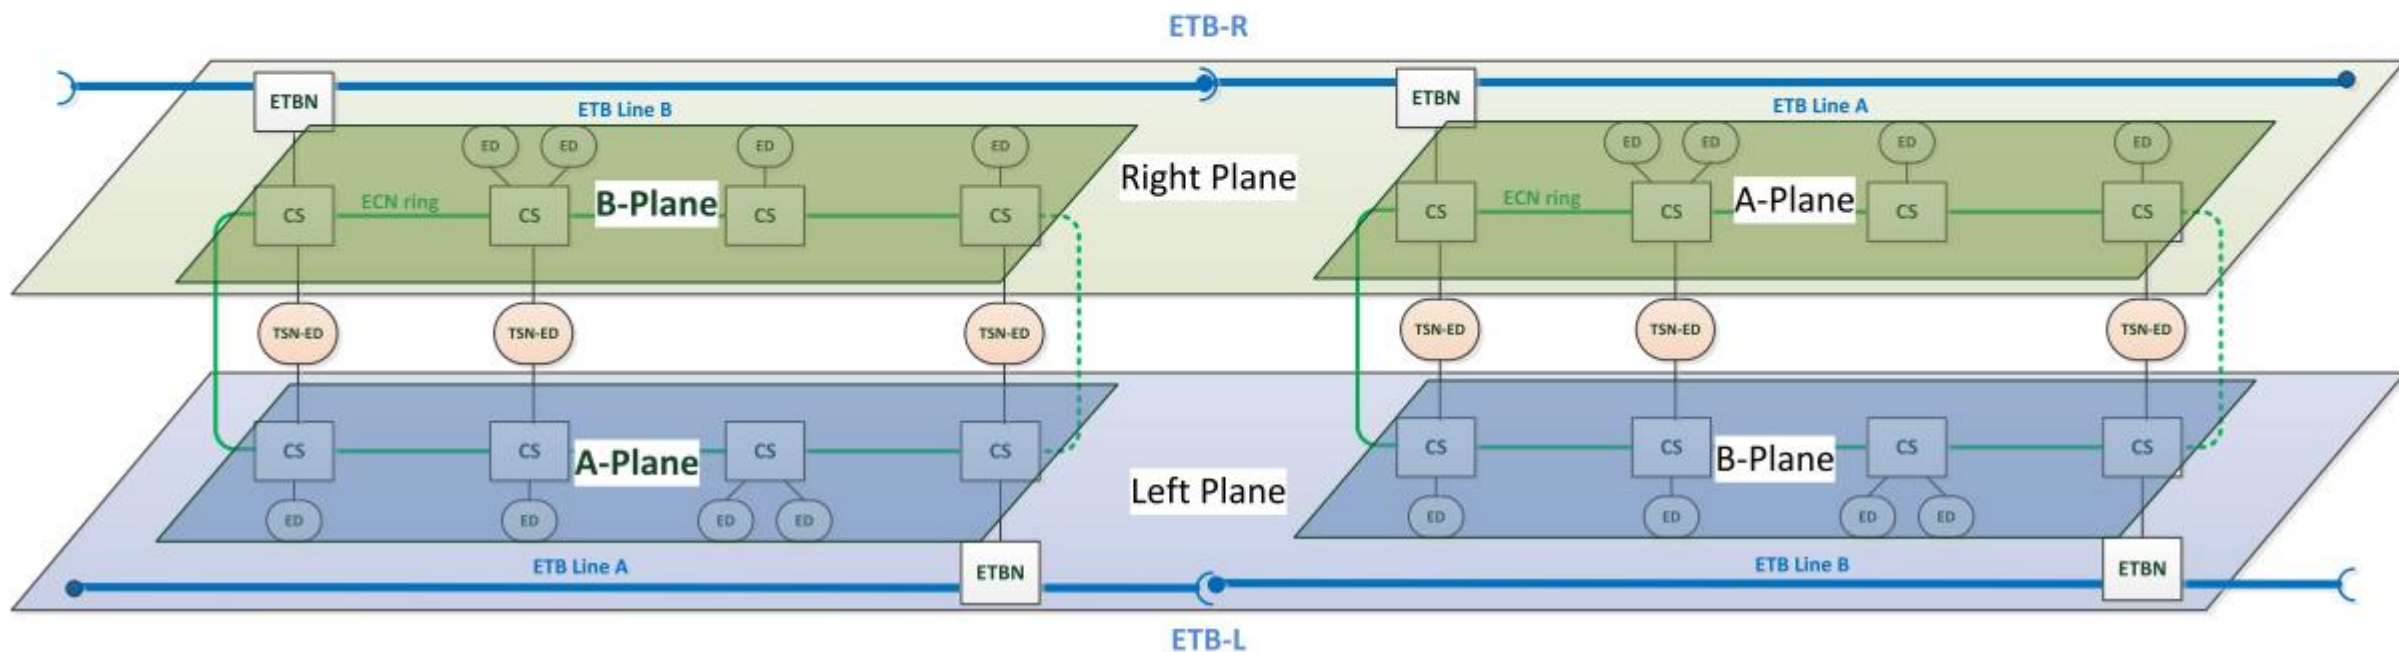 ETB-R
ETBN
ETB Line B
ETBN
ETB Line A
ED ED ED ED
Right Plane
ED ED ED ED
CS ECN ring CS B-Plane CS CS
CS ECN ring CS A-Plane CS CS
TSN-ED TSN-ED TSN-ED
TSN-ED TSN-ED TSN-ED
CS CS A-Plane CS CS
CS CS B-Plane CS CS
Left Plane
ED ED ED ED
ED ED ED ED
ETB Line A
ETBN
ETB Line B
ETBN
ETB-L